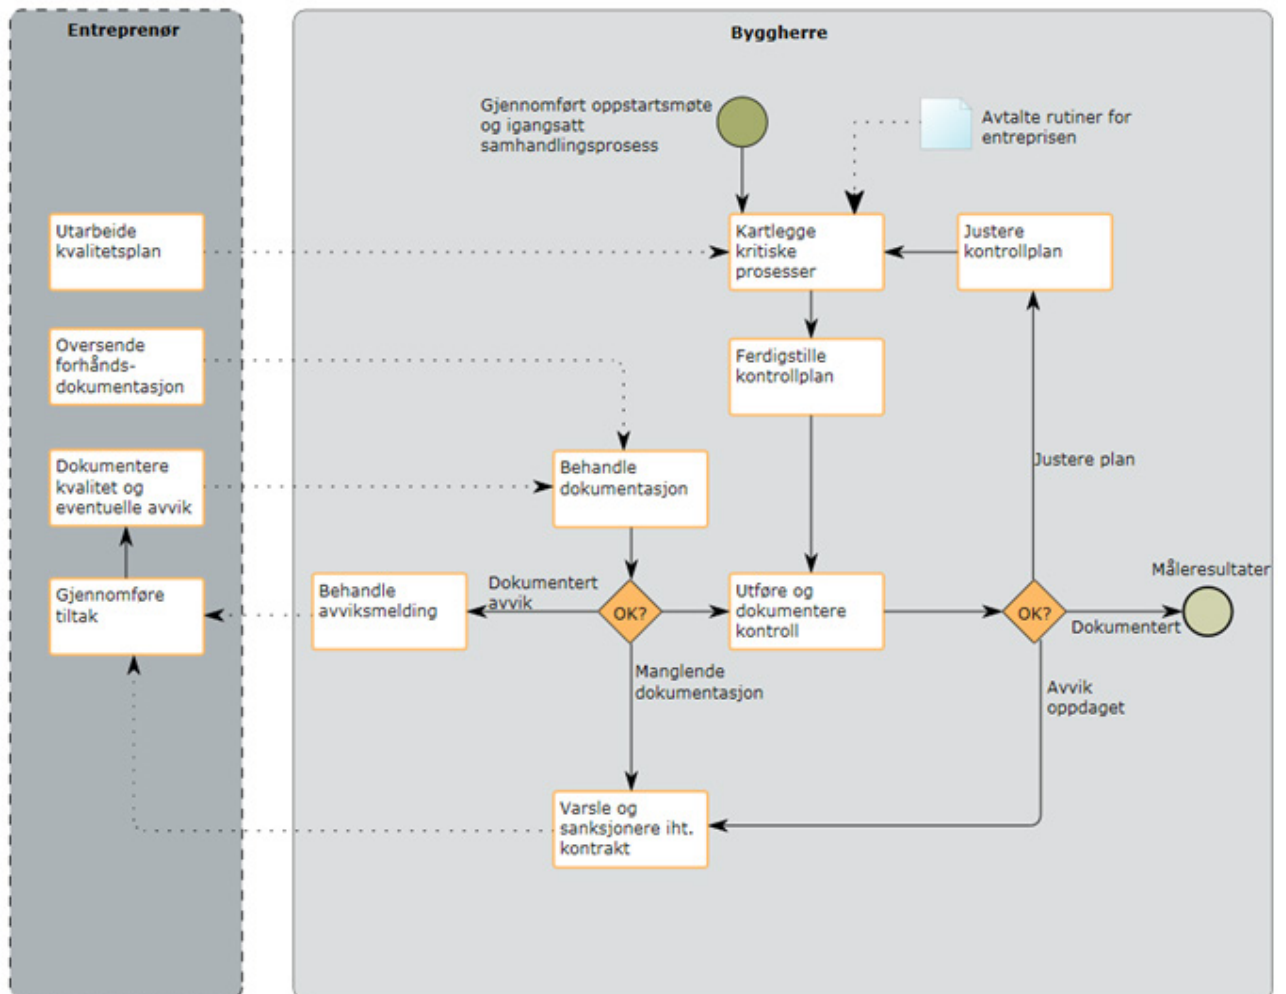 Entreprenør
Byggherre
Gjennomført oppstartsmøte
og igangsatt
samhandlingsprosess
Avtalte rutiner for
entreprisen
Utarbeide
kvalitetsplan
Kartlegge
kritiske
prosesser
Justere
kontrollplan
Oversende
forhånds-
dokumentasjon
Ferdigstille
kontrollplan
Dokumentere
kvalitet og
eventuelle avvik
Behandle
dokumentasjon
Justere plan
Gjennomføre
tiltak
Behandle
avviksmelding
Dokumentert
avvik
OK?
Utføre og
dokumentere
kontroll
OK?
Måleresultater
Dokumentert
Manglende
dokumentasjon
Avvik
oppdaget
Varsle og
sanksjonere iht.
kontrakt